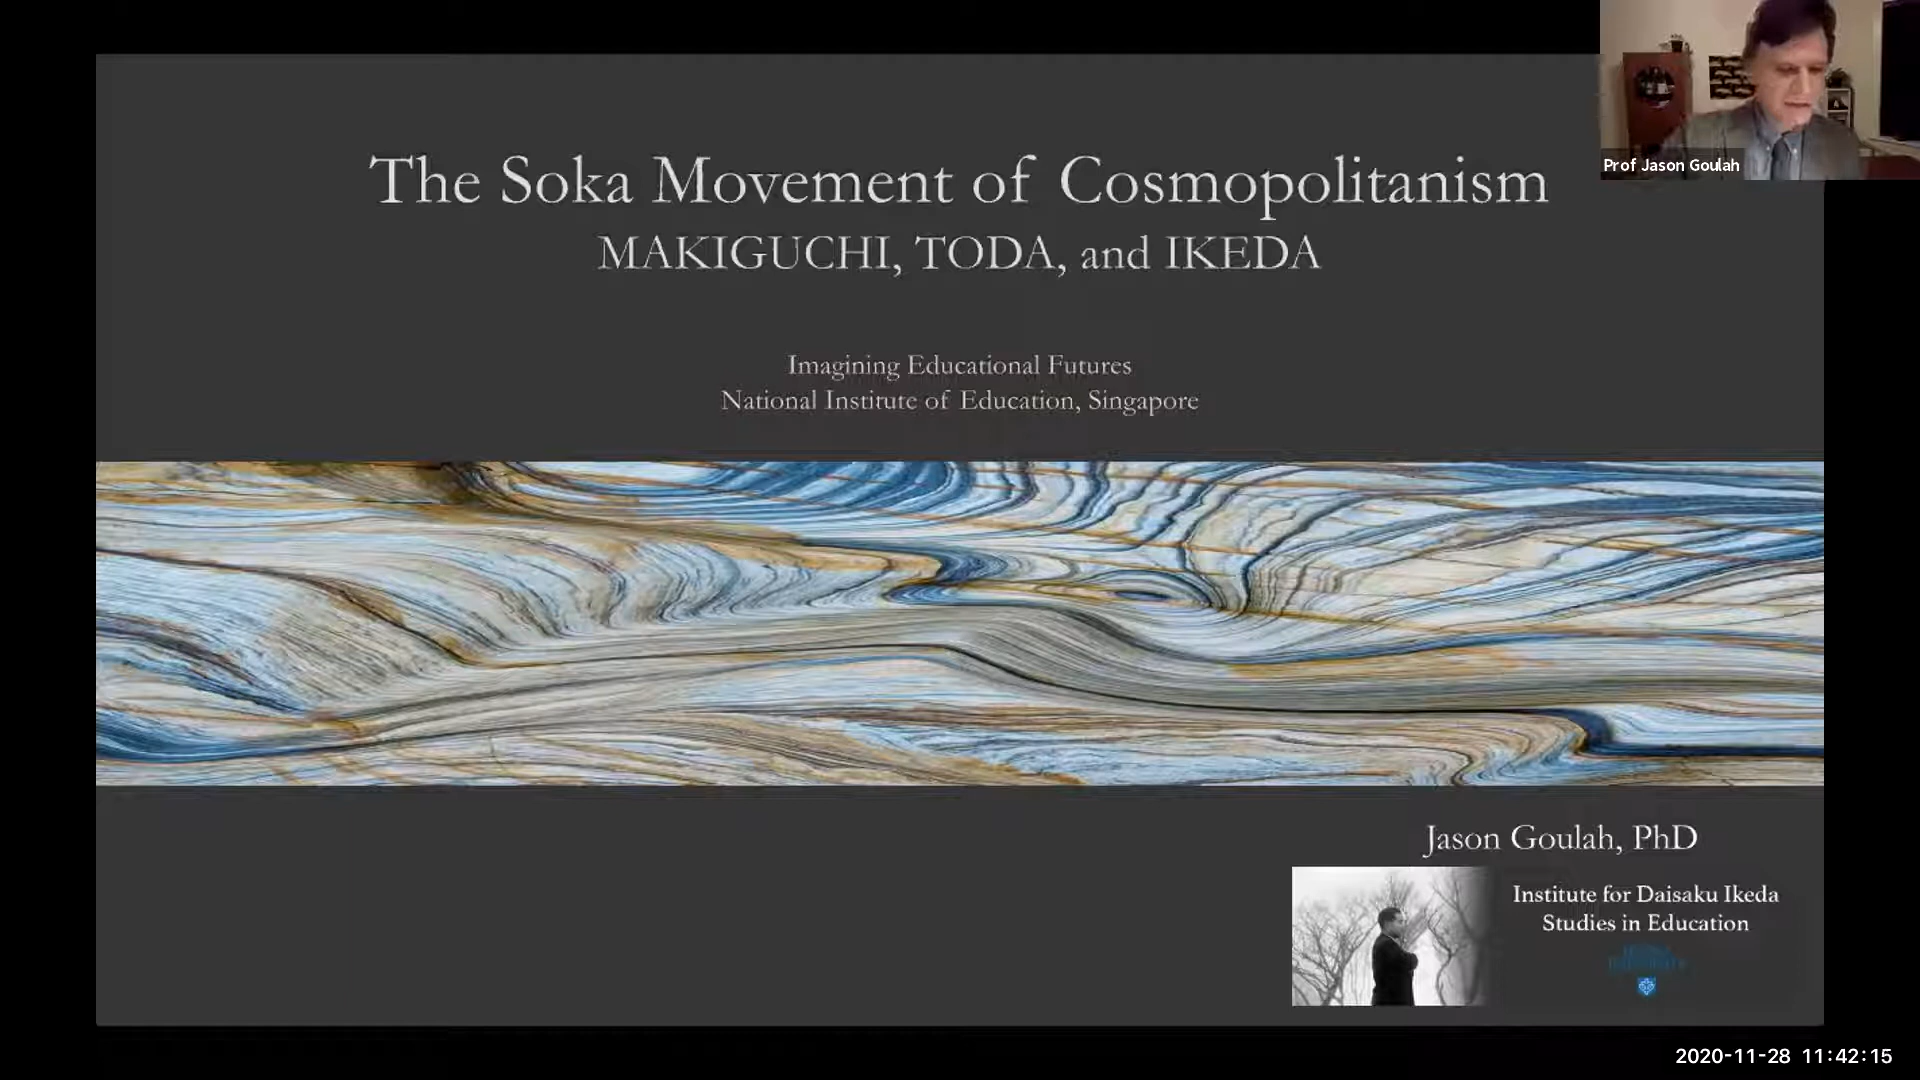 The Soka Movement of Cosmopolitanism
MAKIGUCHI, TODA, and IKEDA
Imagining Educational Futures
National Institute of Education, Singapore
Prof Jason Goulah
Jason Goulah, PhD
Institute for Daisaku Ikeda
Studies in Education
2020-11-28 11:42:15